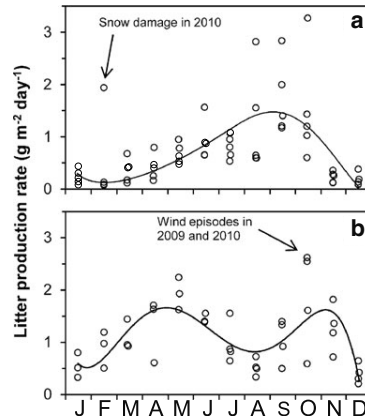 a
Snow damage in 2010
3
2
1
0
Litter production rate (g m⁻² day⁻¹)
b
Wind episodes in
2009 and 2010
3
2
1
0
J F M A M J J A S O N D